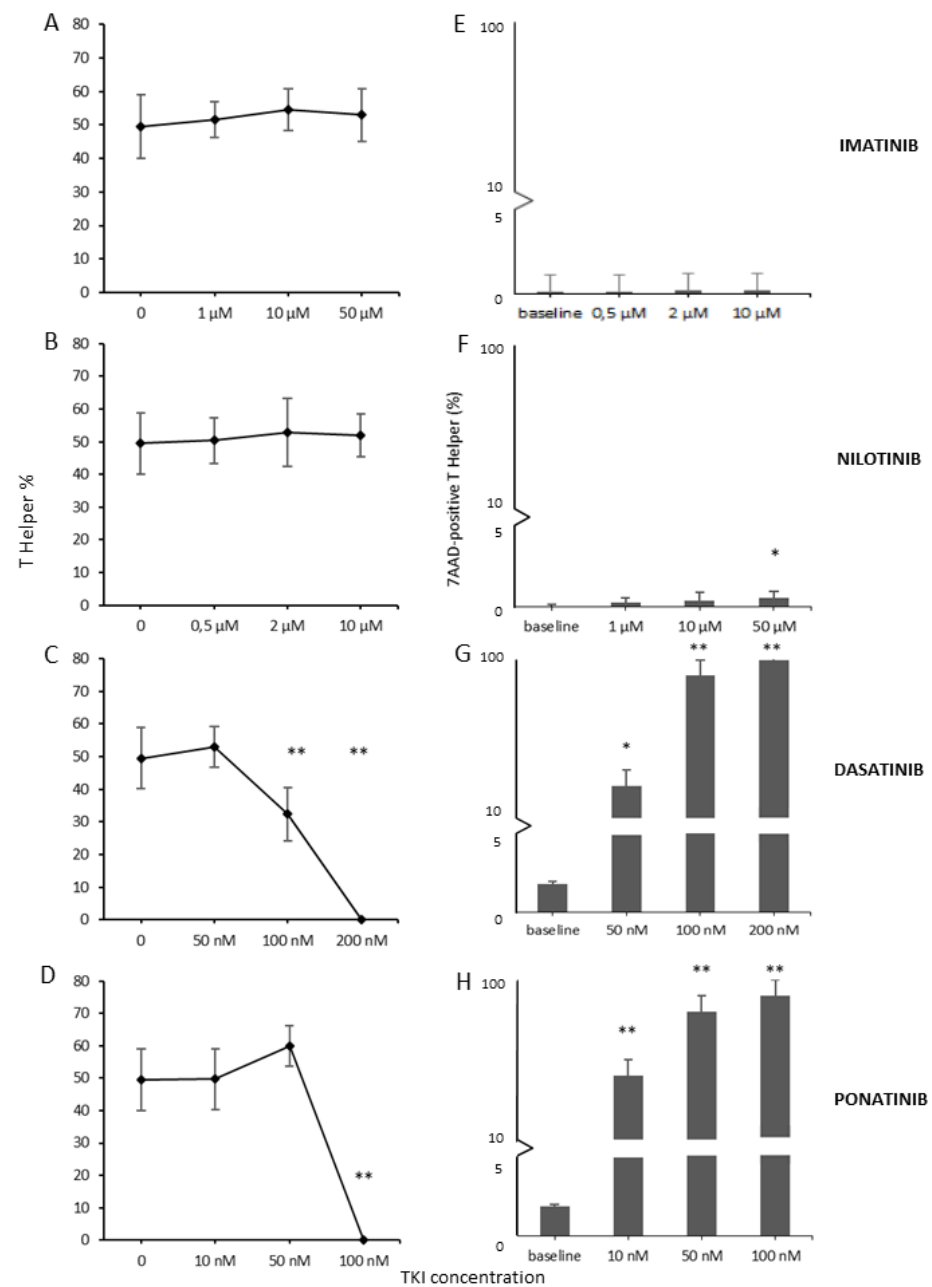 A
80
70
60
50
40
30
20
10
0
0 1 µM 10 µM 50 µM
E
100
10
5
0
baseline 0,5 µM 2 µM 10 µM
IMATINIB
B
80
70
60
50
40
30
20
10
0
0 0,5 µM 2 µM 10 µM
T Helper %
F
100
10
5
0
*
baseline 1 µM 10 µM 50 µM
7AAD-positive T Helper (%)
NILOTINIB
C
80
70
60
50
40
30
20
10
0
** **
0 50 nM 100 nM 200 nM
G
100
10
5
0
* ** **
baseline 50 nM 100 nM 200 nM
DASATINIB
D
80
70
60
50
40
30
20
10
0
**
0 10 nM 50 nM 100 nM
H
100
10
5
0
** ** **
baseline 10 nM 50 nM 100 nM
PONATINIB
TKI concentration